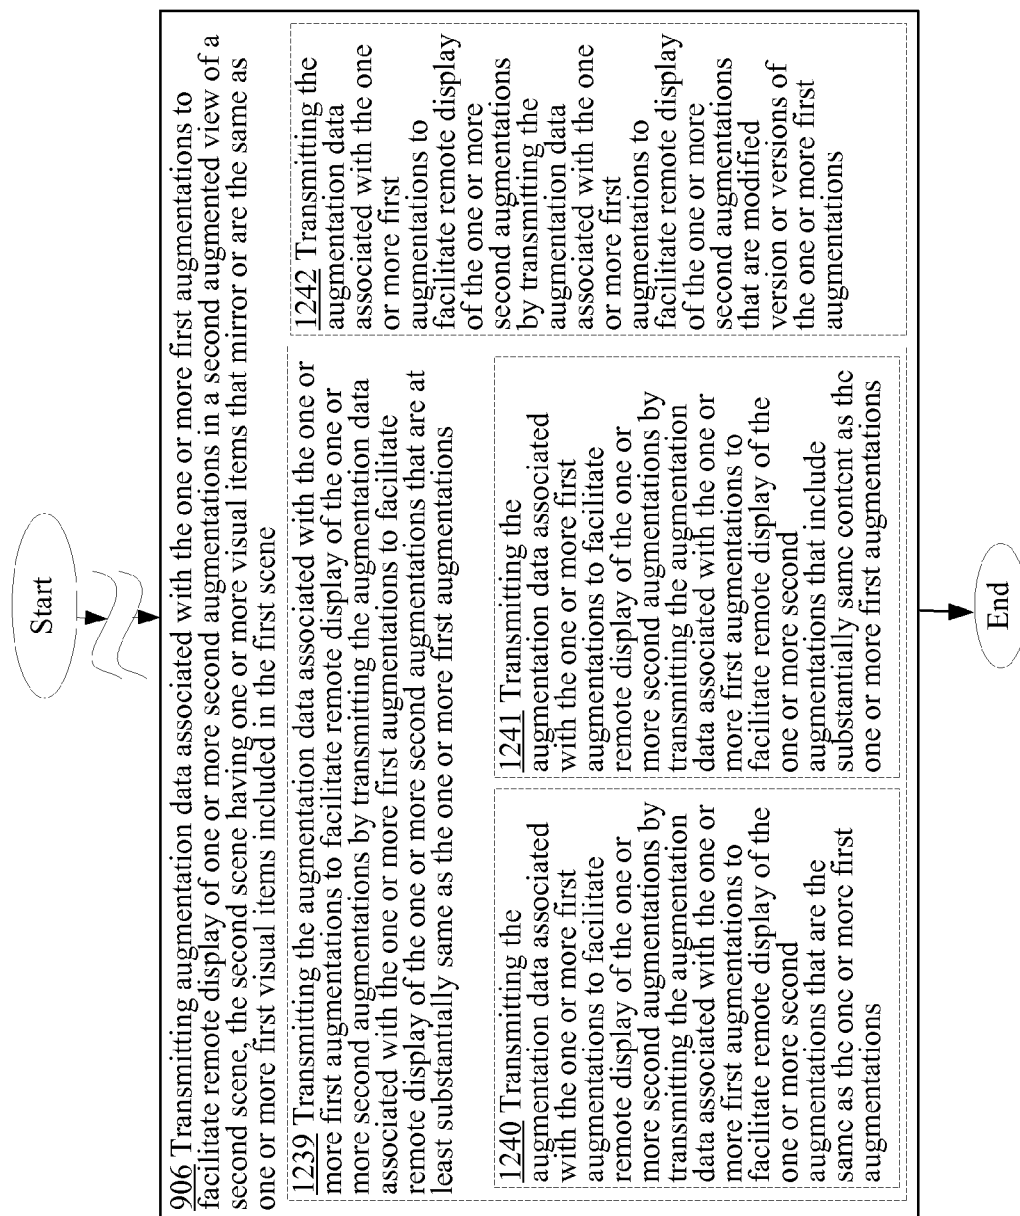 Start
906 Transmitting augmentation data associated with the one or more first augmentations to
facilitate remote display of one or more second augmentations in a second augmented view of a
second scene, the second scene having one or more visual items that mirror or are the same as
one or more first visual items included in the first scene
1239 Transmitting the augmentation data associated with the one or
more first augmentations to facilitate remote display of the one or
more second augmentations by transmitting the augmentation data
associated with the one or more first augmentations to facilitate
remote display of the one or more second augmentations that are at
least substantially same as the one or more first augmentations
1240 Transmitting the
augmentation data associated
with the one or more first
augmentations to facilitate
remote display of the one or
more second augmentations by
transmitting the augmentation
data associated with the one or
more first augmentations to
facilitate remote display of the
one or more second
augmentations that are the
same as the one or more first
augmentations
1241 Transmitting the
augmentation data associated
with the one or more first
augmentations to facilitate
remote display of the one or
more second augmentations by
transmitting the augmentation
data associated with the one or
more first augmentations to
facilitate remote display of the
one or more second
augmentations that include
substantially same content as the
one or more first augmentations
1242 Transmitting the
augmentation data
associated with the one
or more first
augmentations to
facilitate remote display
of the one or more
second augmentations
by transmitting the
augmentation data
associated with the one
or more first
augmentations to
facilitate remote display
of the one or more
second augmentations
that are modified
version or versions of
the one or more first
augmentations
End